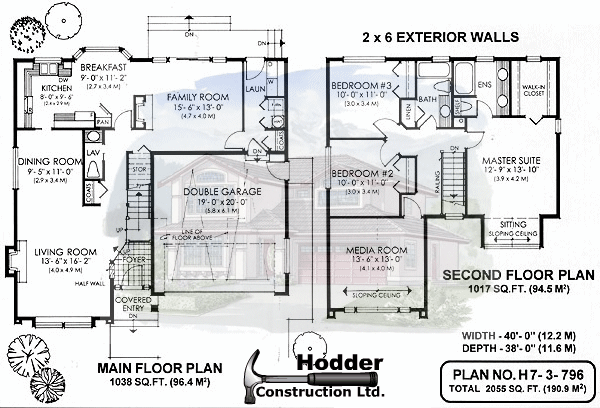 2 x 6 EXTERIOR WALLS
DN
BREAKFAST
9'- 0" x 11'- 2"
(2.7 x 3.4 M)
DW
KITCHEN
8'- 0" x 9'- 6"
(2.4 x 2.9 M)
PAN
FAMILY ROOM
15'- 6" x 13'- 0"
(4.7 x 4.0 M)
DN
LAUN
W
D
COATS
DN
DINING ROOM
9'- 5" x 11'- 0"
(2.9 x 3.4 M)
LAV
COATS
STOR
DOUBLE GARAGE
19'- 0" x 20'- 0"
(5.8 x 6.1 M)
LINE OF
FLOOR ABOVE
UP
LIVING ROOM
13'- 6" x 16'- 2"
(4.0 x 4.9 M)
HALF WALL
UP
FOYER
COVERED
ENTRY
DN
MAIN FLOOR PLAN
1038 SQ.FT. (96.4 M²)
BEDROOM #3
10'- 0" x 11'- 0"
(3.0 x 3.4 M)
LINEN
BATH
ENS
WALK-IN
CLOSET
BEDROOM #2
10'- 0" x 11'- 0"
(3.0 x 3.4 M)
RAILING
DN
MASTER SUITE
12'- 9" x 13'- 10"
(3.9 x 4.2 M)
SITTING
SLOPING CEILING
MEDIA ROOM
13'- 6" x 13'- 0"
(4.1 x 4.0 M)
SLOPING CEILING
SECOND FLOOR PLAN
1017 SQ.FT. (94.5 M²)
WIDTH - 40'- 0" (12.2 M)
DEPTH - 38'- 0" (11.6 M)
Hodder
Construction Ltd.
PLAN NO. H7- 3- 796
TOTAL 2055 SQ. FT. (190.9 M²)